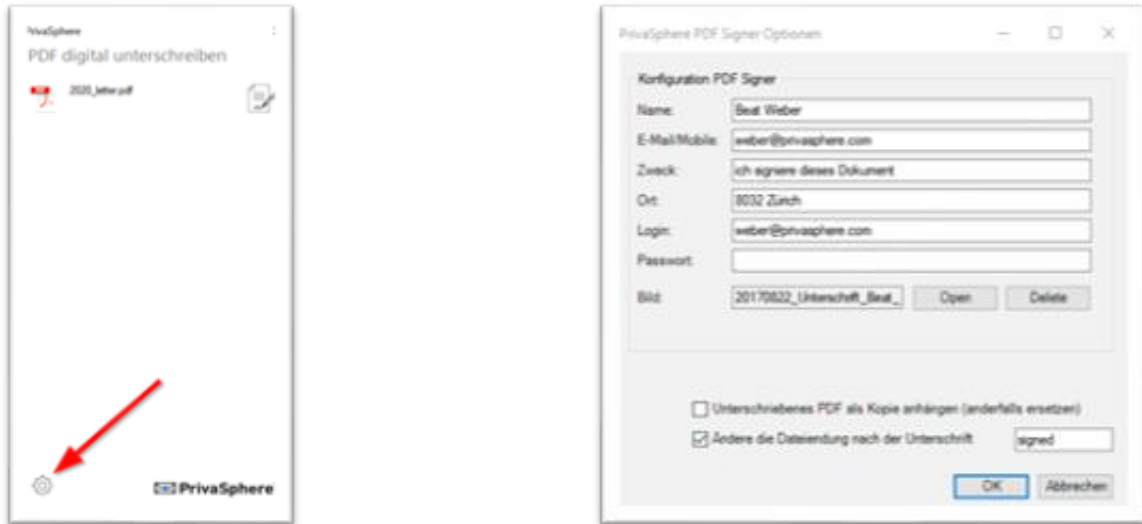 PrivaSphere
PDF digital unterschreiben
2020_letter.pdf
PrivaSphere
PrivaSphere PDF Signer Optionen
Konfiguration PDF Signer
Name: Beat Weber
E-Mail/Mobile: weber@privasphere.com
Zweck: ich signiere dieses Dokument
Ort: 8032 Zürich
Login: weber@privasphere.com
Passwort:
Bild: 20170822_Unterschrift_Beat_ Open Delete
Unterschriebenes PDF als Kopie anhängen (anderfalls ersetzen)
Ändere die Dateiendung nach der Unterschrift signed
OK Abbrechen